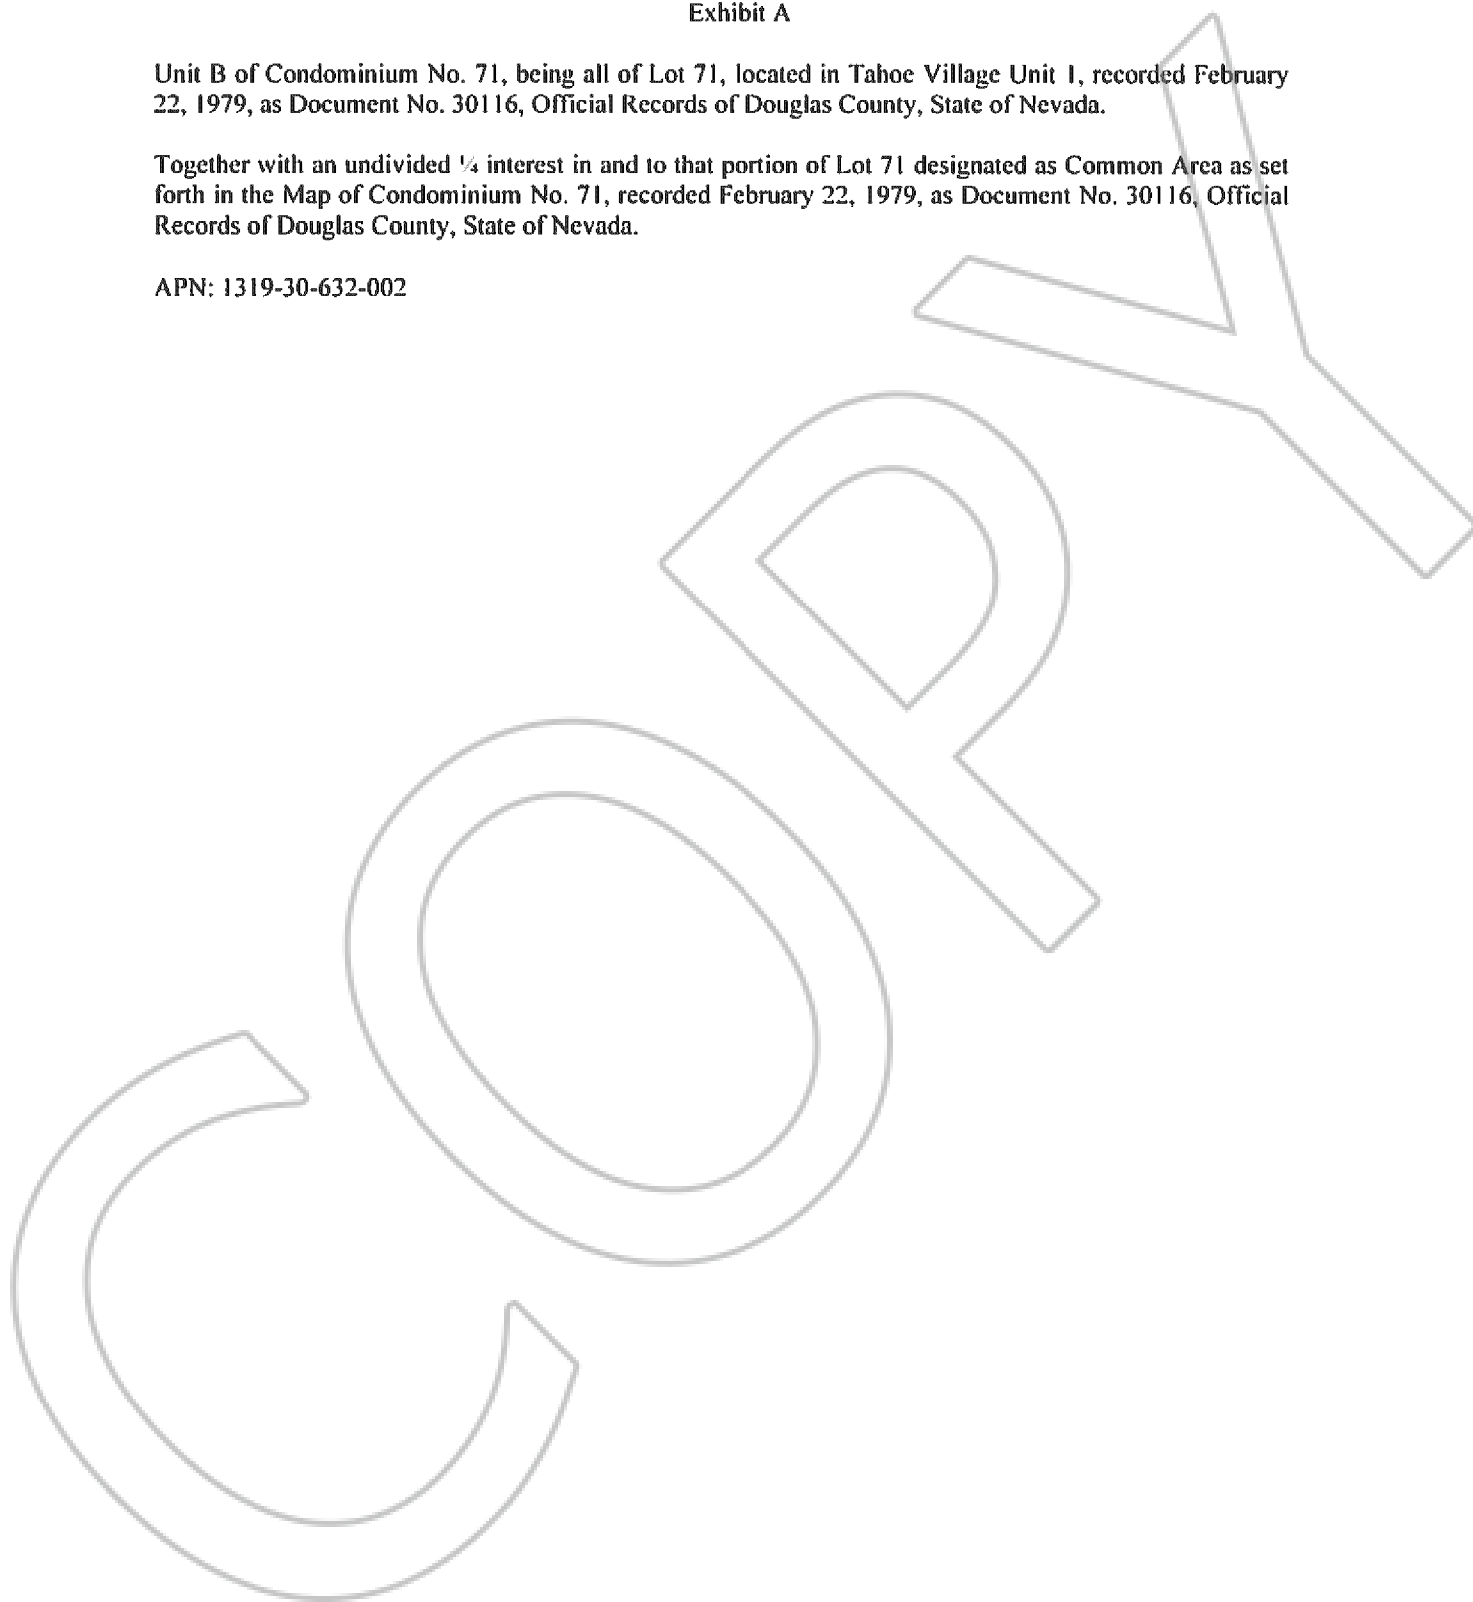 Exhibit A
Unit B of Condominium No. 71, being all of Lot 71, located in Tahoe Village Unit 1, recorded February
22, 1979, as Document No. 30116, Official Records of Douglas County, State of Nevada.
Together with an undivided ¼ interest in and to that portion of Lot 71 designated as Common Area as set
forth in the Map of Condominium No. 71, recorded February 22, 1979, as Document No. 30116, Official
Records of Douglas County, State of Nevada.
APN: 1319-30-632-002
COPY